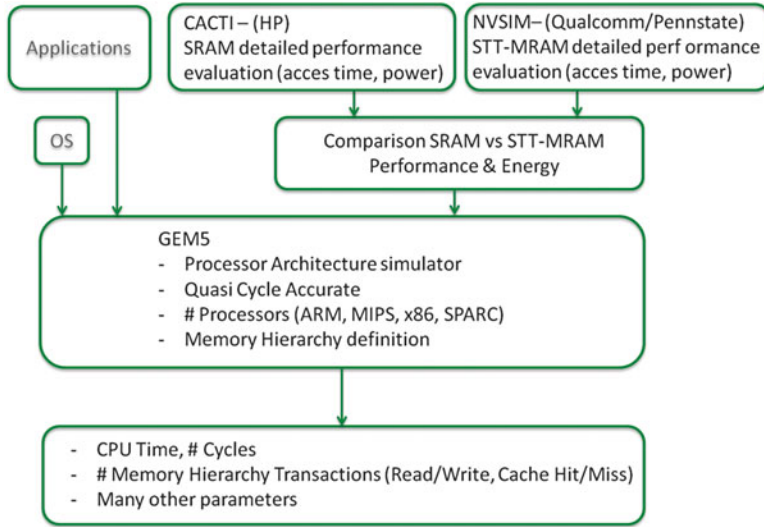 Applications
CACTI – (HP)
SRAM detailed performance
evaluation (acces time, power)
NVSIM– (Qualcomm/Pennstate)
STT-MRAM detailed perf ormance
evaluation (acces time, power)
OS
Comparison SRAM vs STT-MRAM
Performance & Energy
GEM5
- Processor Architecture simulator
- Quasi Cycle Accurate
- # Processors (ARM, MIPS, x86, SPARC)
- Memory Hierarchy definition
- CPU Time, # Cycles
- # Memory Hierarchy Transactions (Read/Write, Cache Hit/Miss)
- Many other parameters